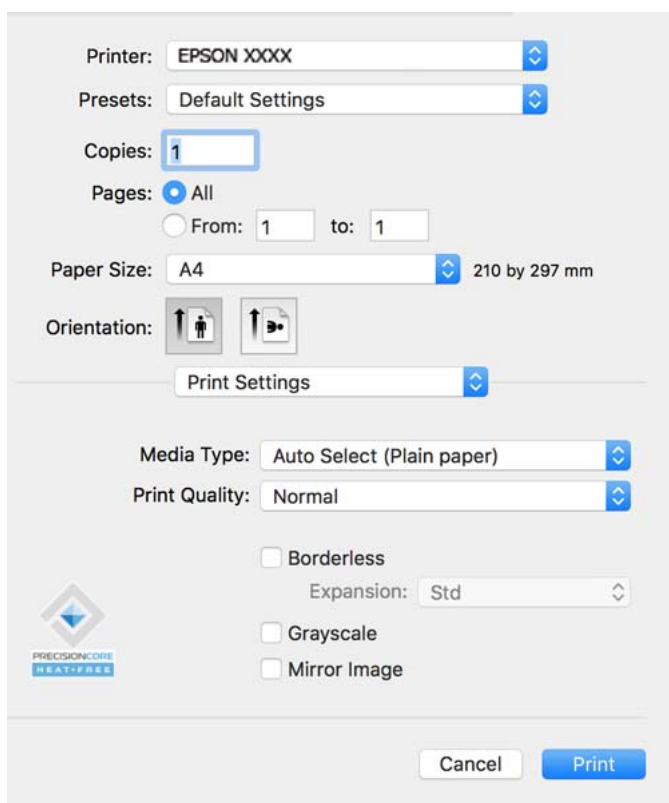 Printer: EPSON XXXX
Presets: Default Settings
Copies: 1
Pages: All
From: 1 to: 1
Paper Size: A4 210 by 297 mm
Orientation:
Print Settings
Media Type: Auto Select (Plain paper)
Print Quality: Normal
Borderless
Expansion: Std
Grayscale
Mirror Image
PRECISIONCORE
HEAT-FREE
Cancel Print